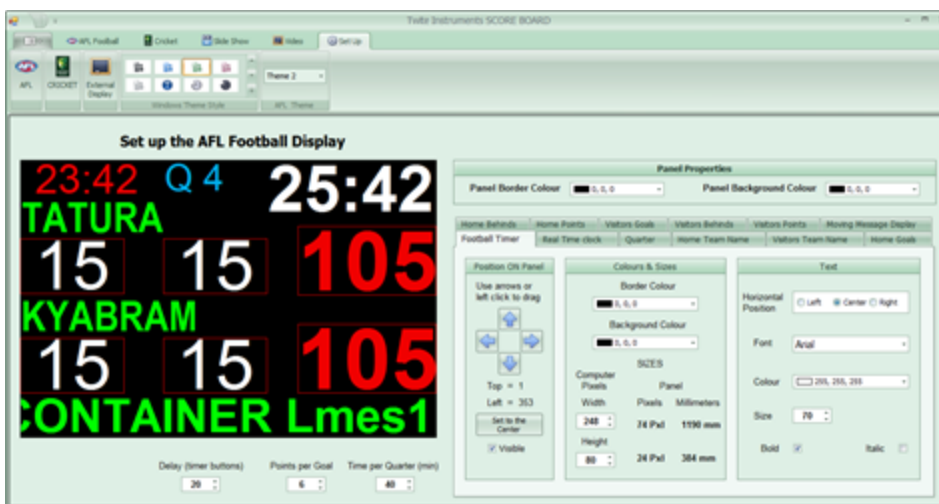 Twite Instruments SCORE BOARD
AFL Football Cricket Slide Show Video Set Up
AFL CRICKET External Display
Theme 2
Windows Theme Style AFL Theme
Set up the AFL Football Display
23:42 Q 4 25:42
TATURA
15 15 105
KYABRAM
15 15 105
CONTAINER Lmes1
Delay (timer buttons) Points per Goal Time per Quarter (min)
20 6 40
Panel Properties
Panel Border Colour 0, 0, 0 Panel Background Colour 0, 0, 0
Home Behinds Home Points Visitors Goals Visitors Behinds Visitors Points Moving Message Display
Football Timer Real Time clock Quarter Home Team Name Visitors Team Name Home Goals
Position ON Panel
Use arrows or
left click to drag
Top = 1
Left = 353
Set to the
Center
Visible
Colours & Sizes
Border Colour
0, 0, 0
Background Colour
0, 0, 0
SIZES
Computer
Pixels Panel
Width Pixels Millimeters
248 74 Pxl 1190 mm
Height
80 24 Pxl 384 mm
Text
Horizontal
Position Left Center Right
Font Arial
Colour 255, 255, 255
Size 70
Bold Italic